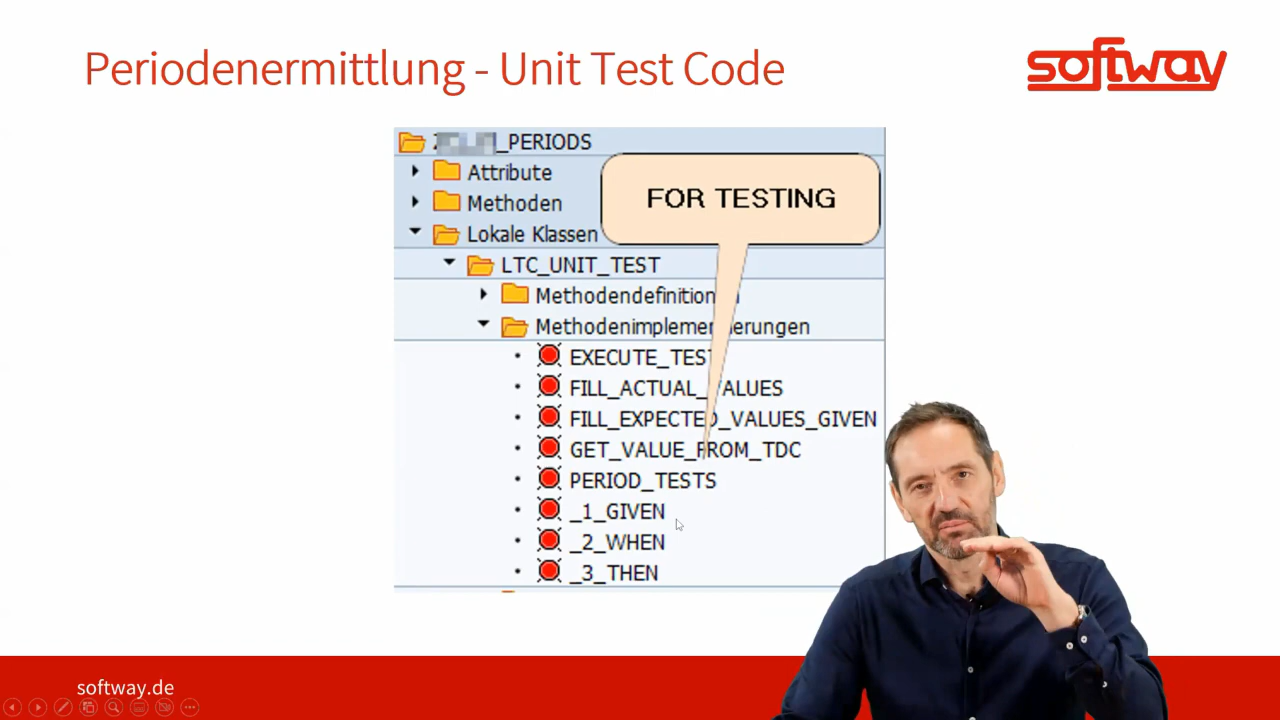 Periodenermittlung - Unit Test Code
softway
_PERIODS
Attribute
FOR TESTING
Methoden
Lokale Klassen
LTC_UNIT_TEST
Methodendefinition
Methodenimplementierungen
EXECUTE_TEST
FILL_ACTUAL_VALUES
FILL_EXPECTED_VALUES_GIVEN
GET_VALUE_FROM_TDC
PERIOD_TESTS
_1_GIVEN
_2_WHEN
_3_THEN
softway.de